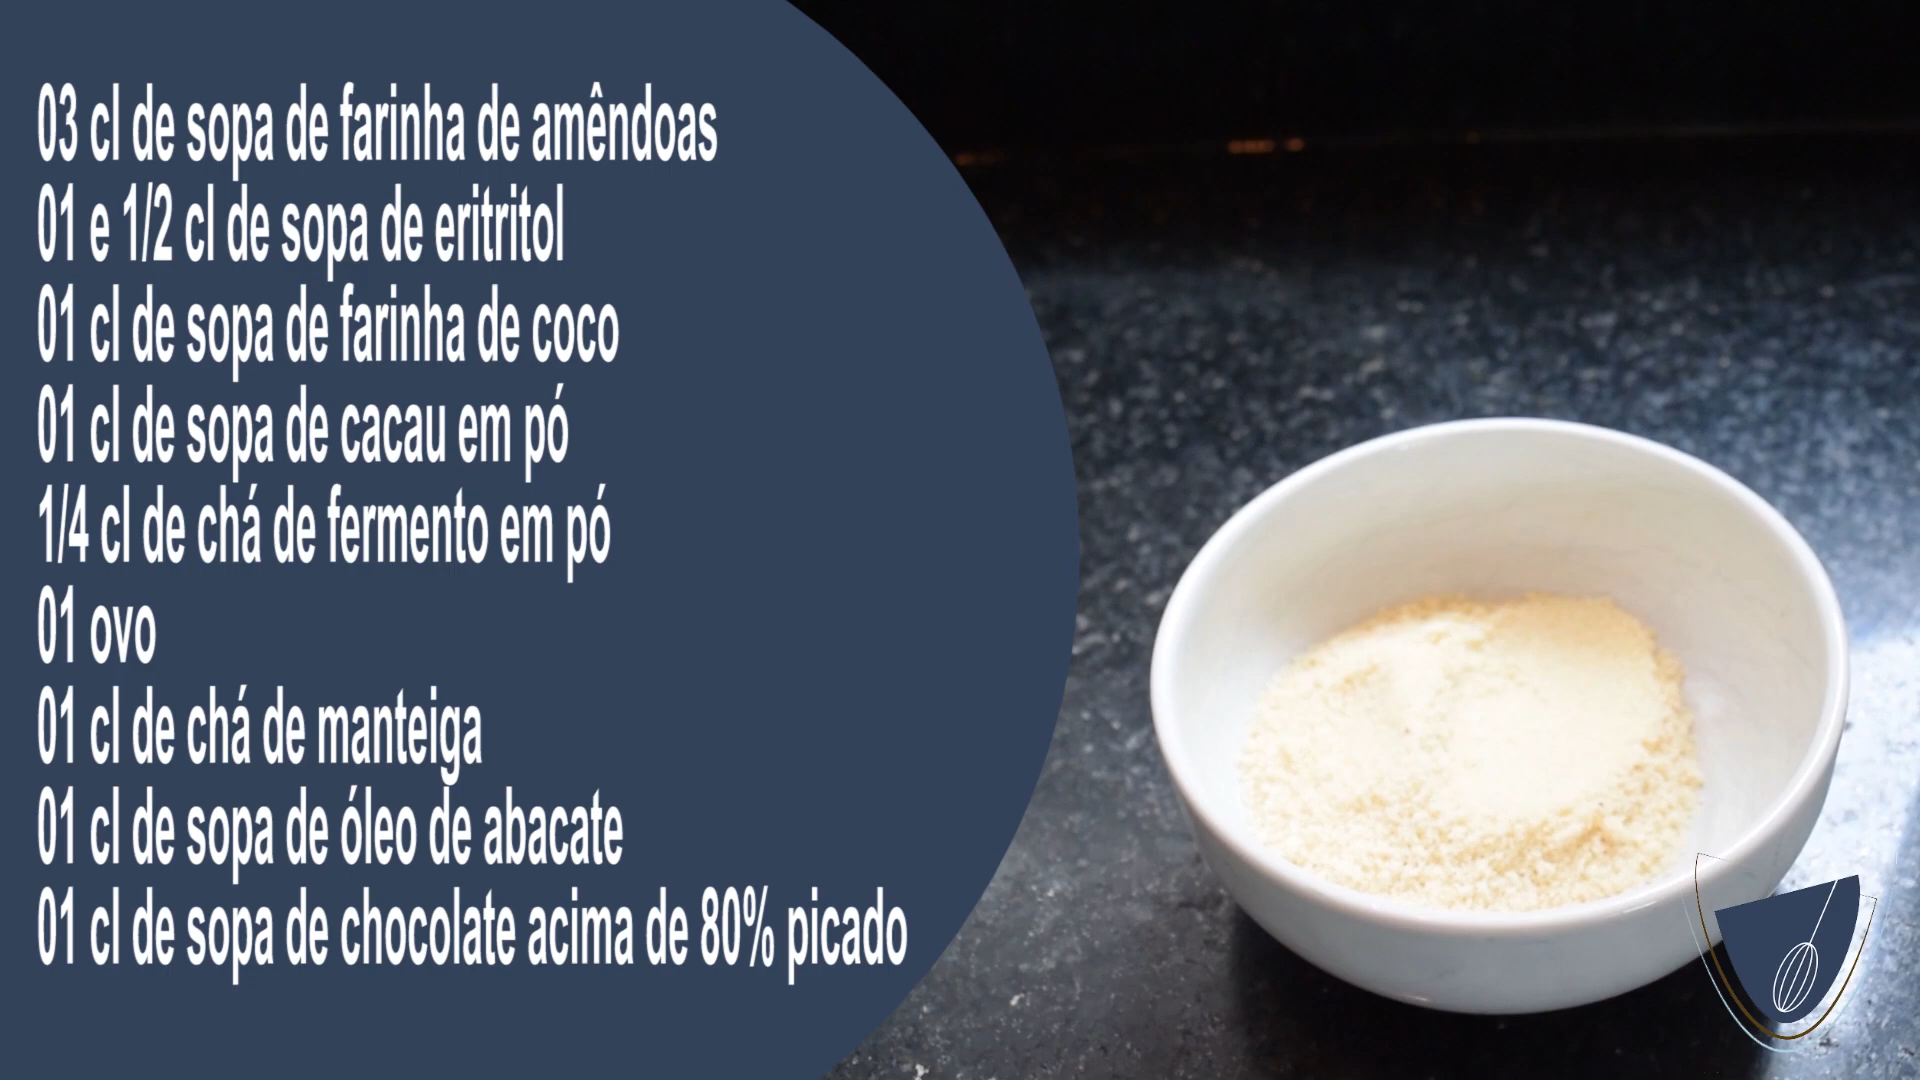 03 cl de sopa de farinha de amêndoas
01 e 1/2 cl de sopa de eritritol
01 cl de sopa de farinha de coco
01 cl de sopa de cacau em pó
1/4 cl de chá de fermento em pó
01 ovo
01 cl de chá de manteiga
01 cl de sopa de óleo de abacate
01 cl de sopa de chocolate acima de 80% picado